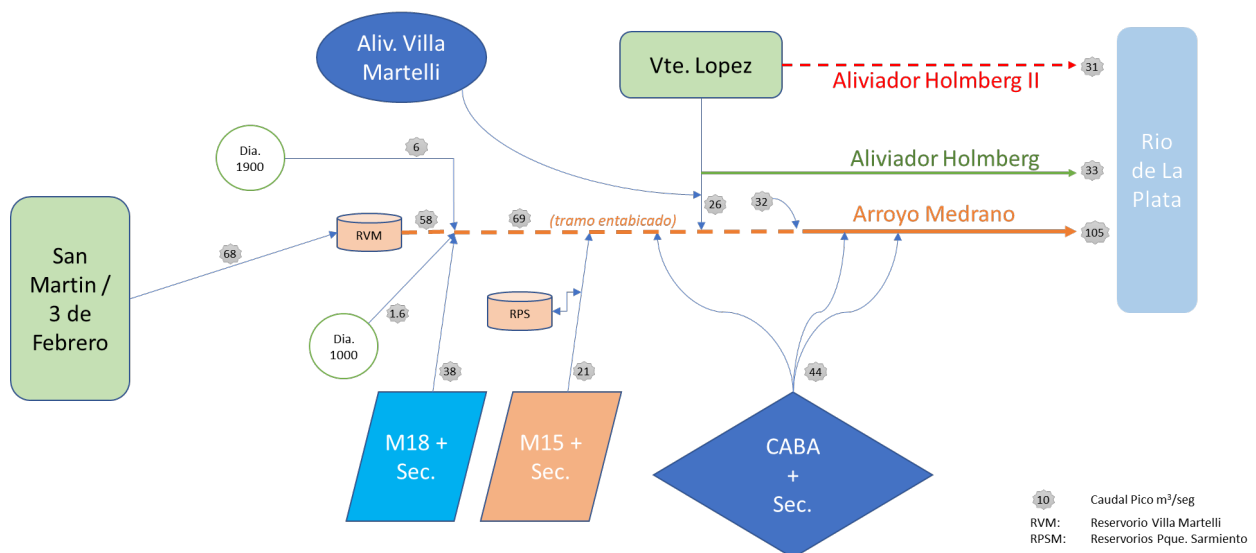 Aliv. Villa
Martelli
Vte. Lopez
31
Aliviador Holmberg II
Rio
de La
Plata
Dia.
1900
6
Aliviador Holmberg
33
26
32
San
Martin /
3 de
Febrero
68
RVM
58
69
(tramo entabicado)
Arroyo Medrano
105
1.6
Dia.
1000
RPS
38
21
44
M18 +
Sec.
M15 +
Sec.
CABA
+
Sec.
10 Caudal Pico m³/seg
RVM: Reservorio Villa Martelli
RPSM: Reservorios Pque. Sarmiento